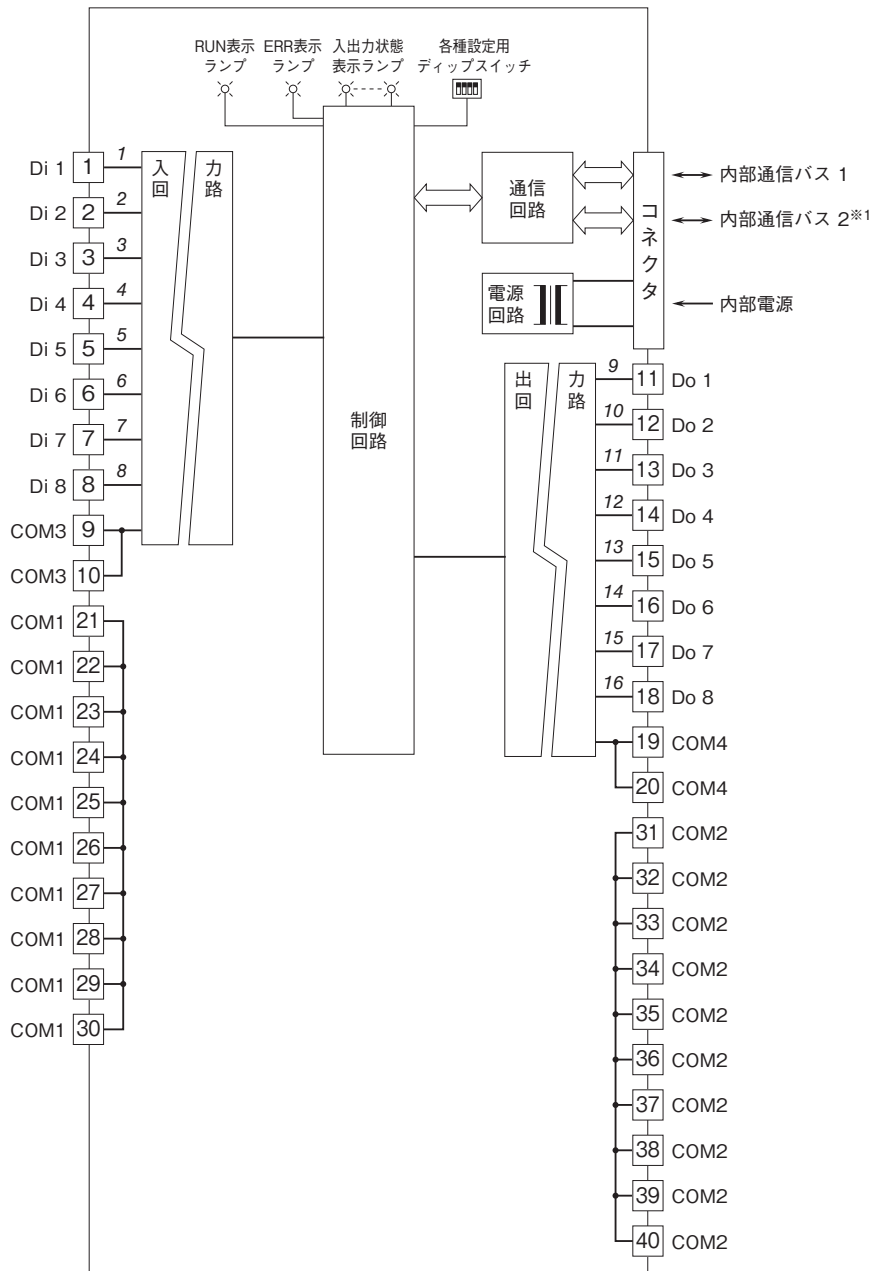 RUN表示
ランプ
ERR表示
ランプ
入出力状態
表示ランプ
各種設定用
ディップスイッチ
Di 1 1 1
Di 2 2 2
Di 3 3 3
Di 4 4 4
Di 5 5 5
Di 6 6 6
Di 7 7 7
Di 8 8 8
COM3 9
COM3 10
COM1 21
COM1 22
COM1 23
COM1 24
COM1 25
COM1 26
COM1 27
COM1 28
COM1 29
COM1 30
入力
回路
制御
回路
通信
回路
電源
回路
コネクタ
内部通信バス 1
内部通信バス 2※1
内部電源
出力
回路
9 11 Do 1
10 12 Do 2
11 13 Do 3
12 14 Do 4
13 15 Do 5
14 16 Do 6
15 17 Do 7
16 18 Do 8
19 COM4
20 COM4
31 COM2
32 COM2
33 COM2
34 COM2
35 COM2
36 COM2
37 COM2
38 COM2
39 COM2
40 COM2